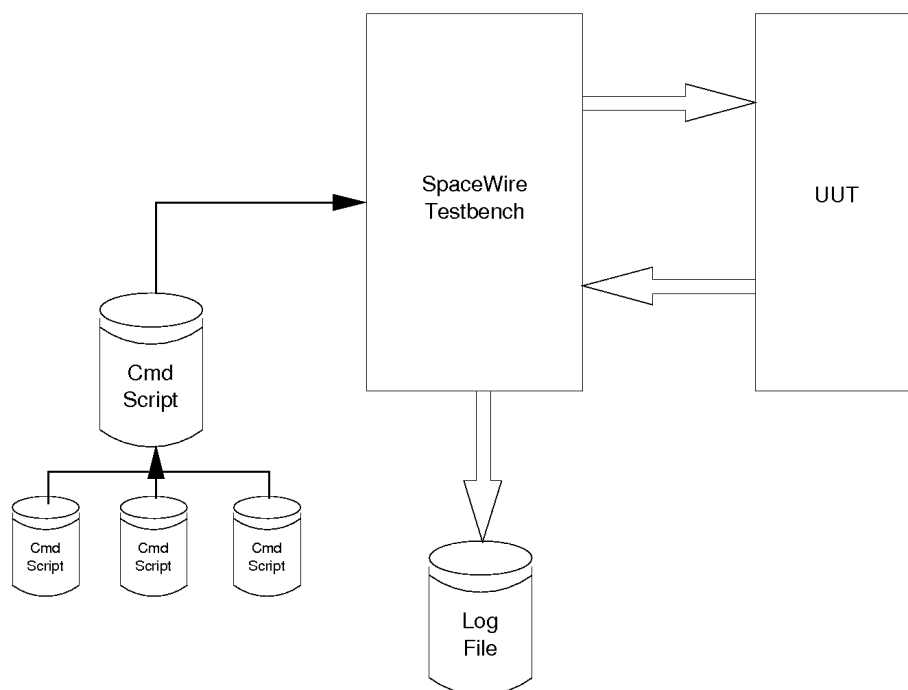 SpaceWire
Testbench
UUT
Cmd
Script
Cmd
Script
Cmd
Script
Cmd
Script
Log
File